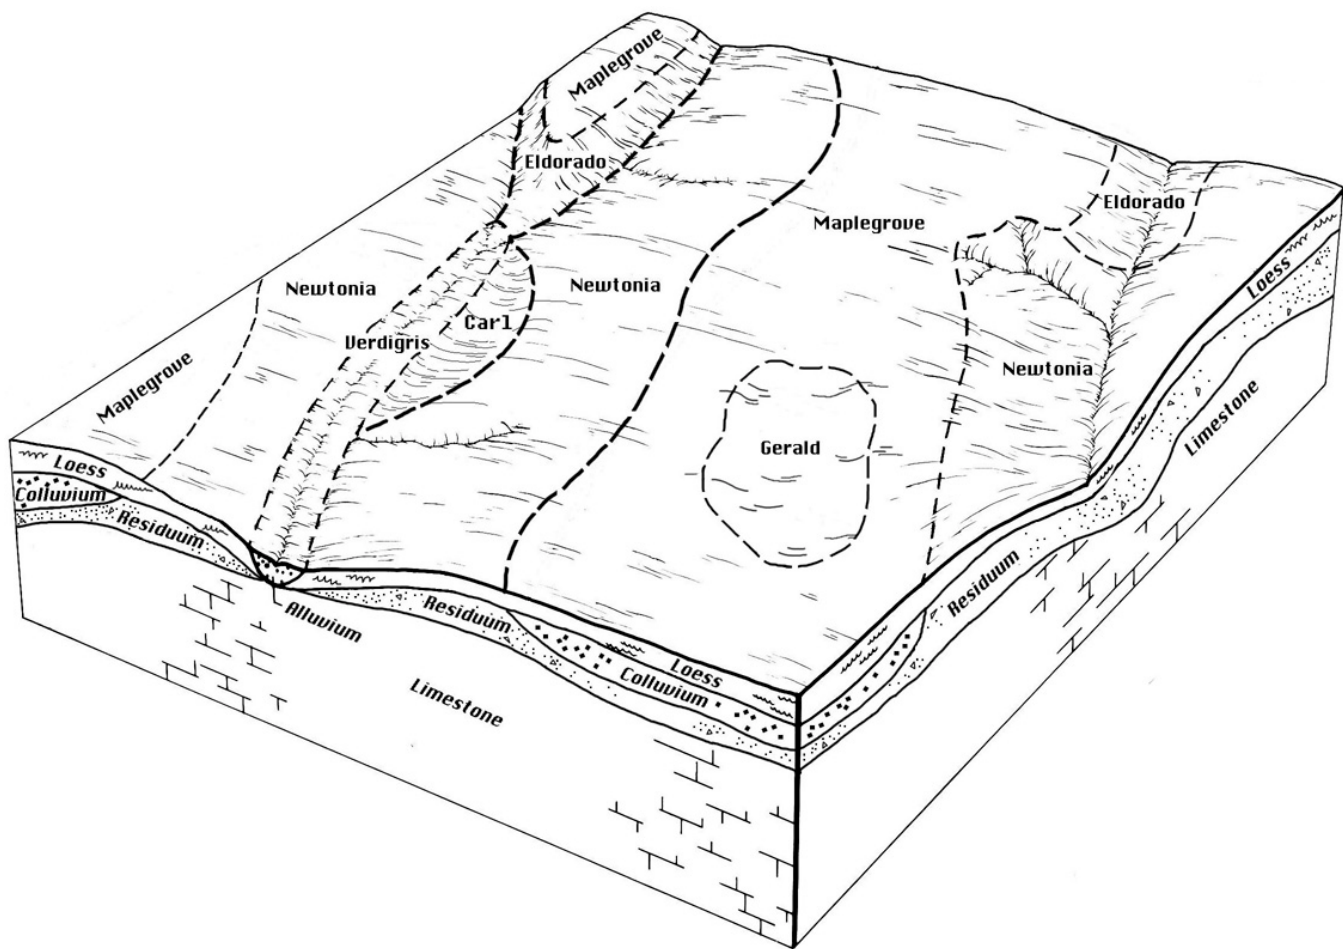 Maplegrove
Eldorado
Eldorado
Maplegrove
Newtonia
Newtonia
Carl
Verdigris
Maplegrove
Newtonia
Gerald
Loess
Limestone
Loess
Colluvium
Residuum
Residuum
Alluvium
Residuum
Loess
Colluvium
Limestone